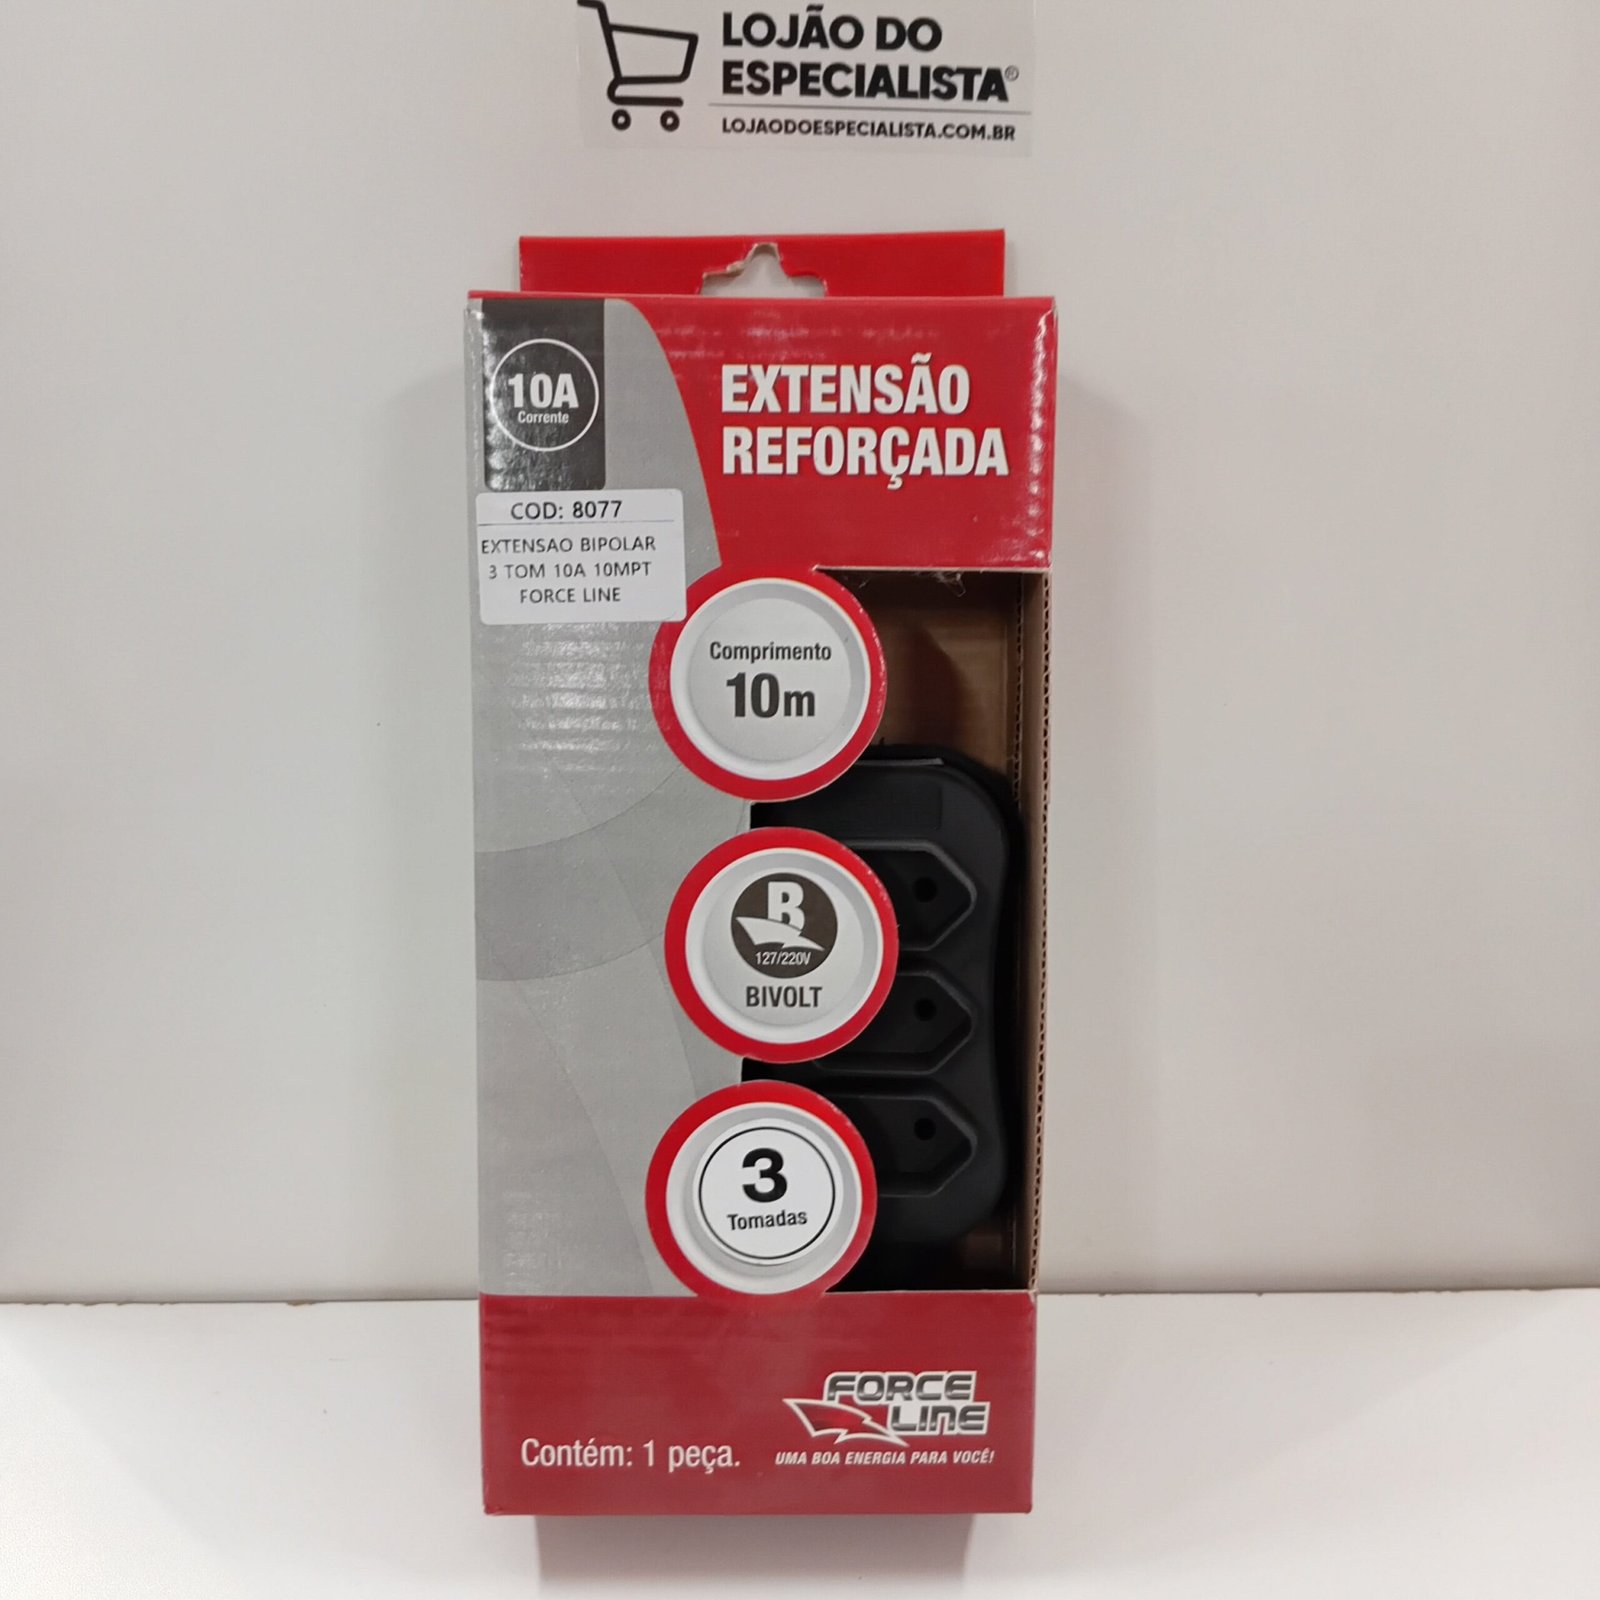 LOJÃO DO
ESPECIALISTA®
LOJAODOESPECIALISTA.COM.BR
10A
Corrente
EXTENSÃO
REFORÇADA
COD: 8077
EXTENSAO BIPOLAR
3 TOM 10A 10MPT
FORCE LINE
Comprimento
10m
B
127/220V
BIVOLT
3
Tomadas
FORCE
LINE
UMA BOA ENERGIA PARA VOCÊ!
Contém: 1 peça.